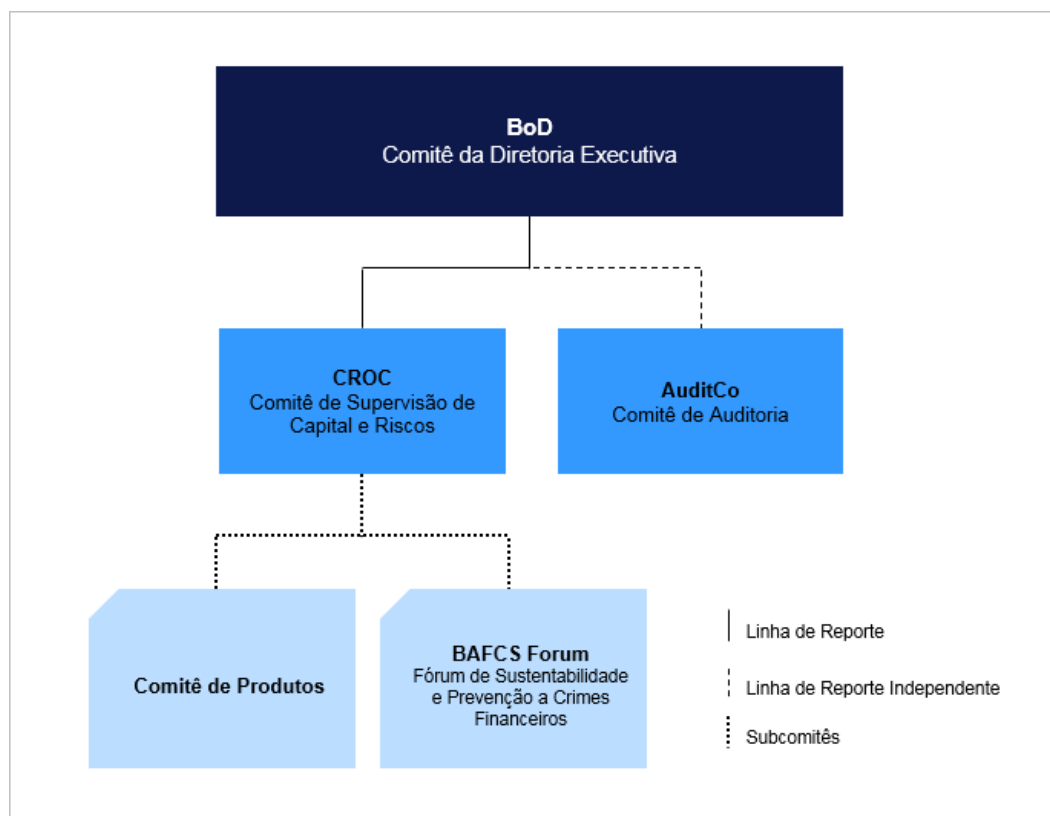 BoD
Comitê da Diretoria Executiva
CROC
Comitê de Supervisão de
Capital e Riscos
AuditCo
Comitê de Auditoria
Comitê de Produtos
BAFCS Forum
Fórum de Sustentabilidade
e Prevenção a Crimes
Financeiros
Linha de Reporte
Linha de Reporte Independente
Subcomitês